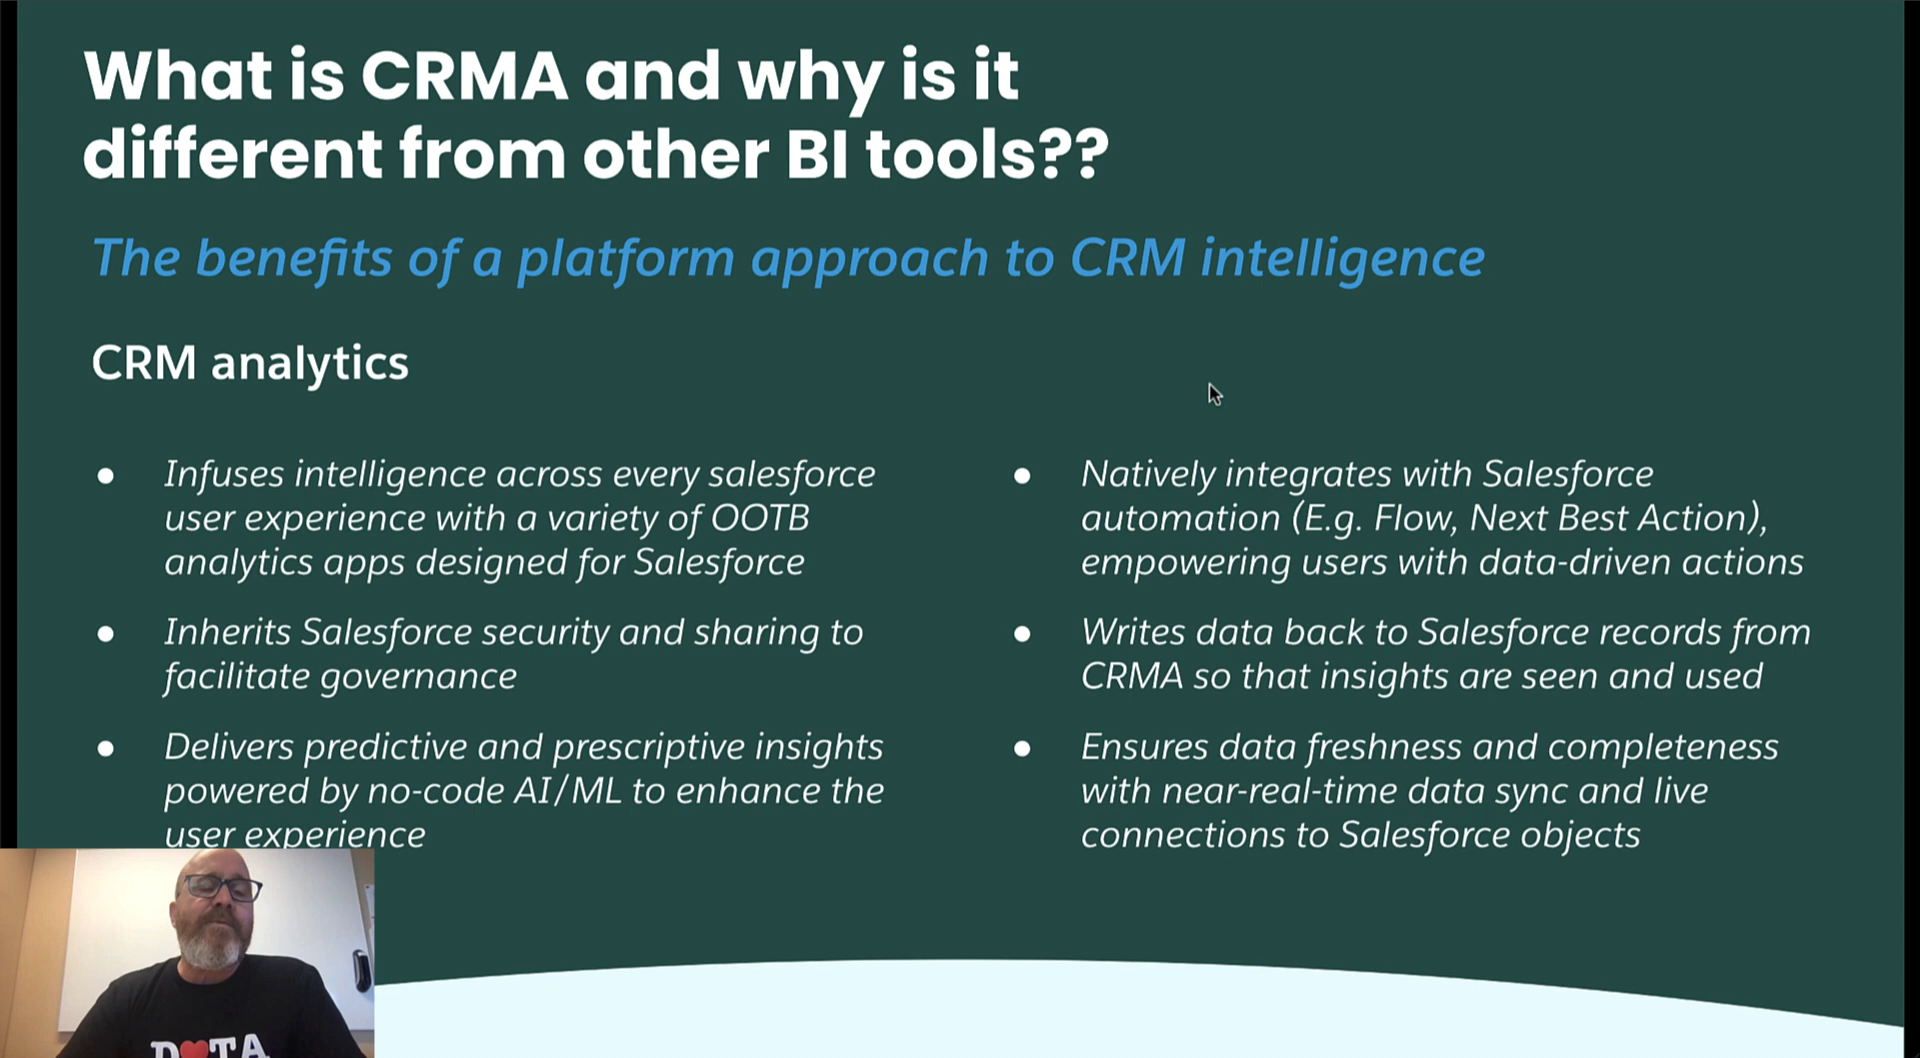 What is CRMA and why is it
different from other BI tools??
The benefits of a platform approach to CRM intelligence
CRM analytics
● Infuses intelligence across every salesforce
user experience with a variety of OOTB
analytics apps designed for Salesforce
● Inherits Salesforce security and sharing to
facilitate governance
● Delivers predictive and prescriptive insights
powered by no-code AI/ML to enhance the
user experience
● Natively integrates with Salesforce
automation (E.g. Flow, Next Best Action),
empowering users with data-driven actions
● Writes data back to Salesforce records from
CRMA so that insights are seen and used
● Ensures data freshness and completeness
with near-real-time data sync and live
connections to Salesforce objects
D❤TA